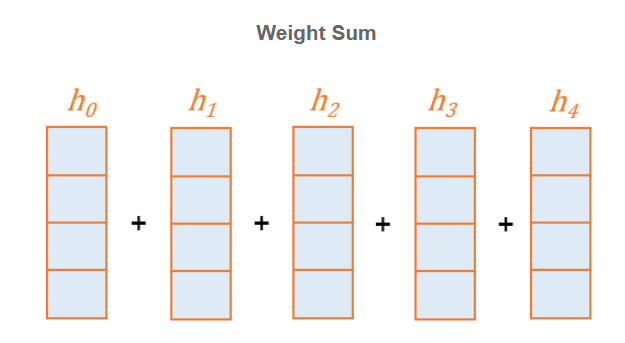 Weight Sum
h₀ h₁ h₂ h₃ h₄
+ + + +